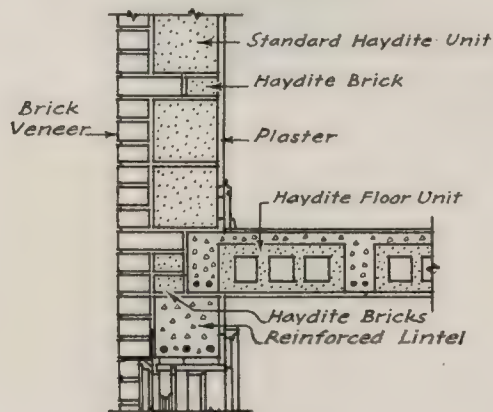 Standard Haydite Unit
Haydite Brick
Brick
Veneer
Plaster
Haydite Floor Unit
Haydite Bricks
Reinforced Lintel